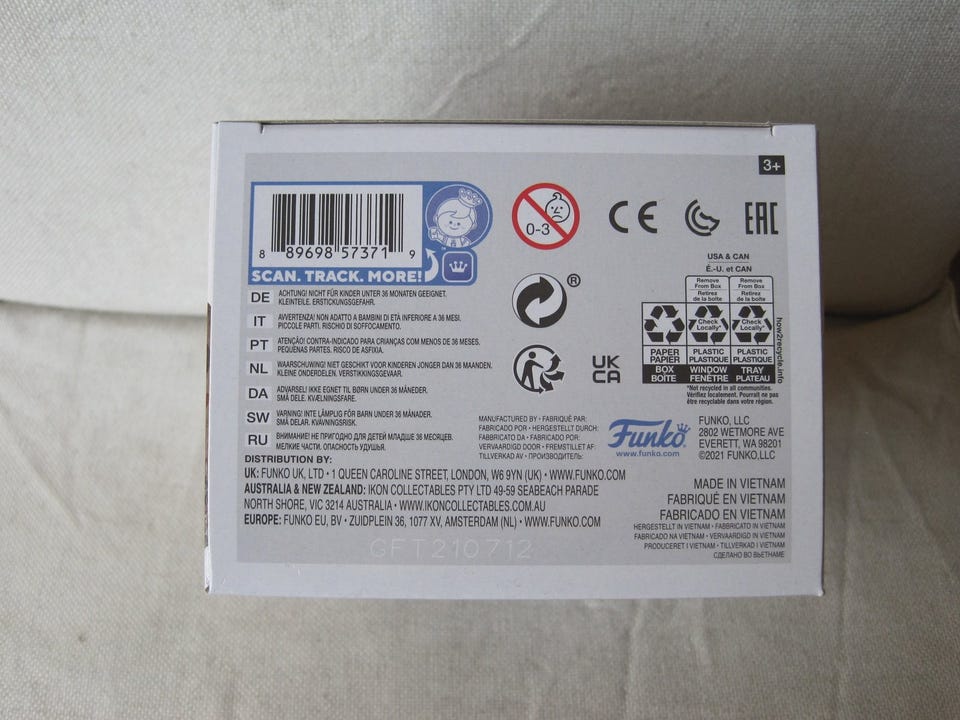 3+
8 89698 57371 9
SCAN. TRACK. MORE!
0-3
CE
EAC
®
UK
CA
USA & CAN
É.-U. et CAN
Remove From Box
Retirez de la boîte
Remove From Box
Retirez de la boîte
Check Locally*
Check Locally*
PAPER PAPIER
PLASTIC PLASTIQUE
PLASTIC PLASTIQUE
BOX BOÎTE
WINDOW FENÊTRE
TRAY PLATEAU
how2recycle.info
*Not recycled in all communities.
Vérifiez localement. Pourrait ne pas
être recyclable dans votre région.
DE ACHTUNG! NICHT FÜR KINDER UNTER 36 MONATEN GEEIGNET.
KLEINTEILE. ERSTICKUNGSGEFAHR.
IT AVVERTENZA! NON ADATTO A BAMBINI DI ETÀ INFERIORE A 36 MESI.
PICCOLE PARTI. RISCHIO DI SOFFOCAMENTO.
PT ATENÇÃO! CONTRA-INDICADO PARA CRIANÇAS COM MENOS DE 36 MESES.
PEQUENAS PARTES. RISCO DE ASFIXIA.
NL WAARSCHUWING! NIET GESCHIKT VOOR KINDEREN JONGER DAN 36 MAANDEN.
KLEINE ONDERDELEN. VERSTIKKINGSGEVAAR.
DA ADVARSEL! IKKE EGNET TIL BØRN UNDER 36 MÅNEDER.
SMÅ DELE. KVÆLNINGSFARE.
SW VARNING! INTE LÄMPLIG FÖR BARN UNDER 36 MÅNADER.
SMÅ DELAR. KVÄVNINGSRISK.
RU ВНИМАНИЕ! НЕ ПРИГОДНО ДЛЯ ДЕТЕЙ МЛАДШЕ 36 МЕСЯЦЕВ.
МЕЛКИЕ ЧАСТИ. ОПАСНОСТЬ УДУШЬЯ.
MANUFACTURED BY • FABRIQUÉ PAR:
FABRICADO POR • HERGESTELLT DURCH:
FABBRICATO DA • FABRICADO POR:
VERVAARDIGD DOOR • FREMSTILLET AF:
TILLVERKAD AV • ПРОИЗВОДИТЕЛЬ:
Funko
www.funko.com
FUNKO, LLC
2802 WETMORE AVE
EVERETT, WA 98201
©2021 FUNKO,LLC
DISTRIBUTION BY:
UK: FUNKO UK, LTD • 1 QUEEN CAROLINE STREET, LONDON, W6 9YN (UK) • WWW.FUNKO.COM
AUSTRALIA & NEW ZEALAND: IKON COLLECTABLES PTY LTD 49-59 SEABEACH PARADE
NORTH SHORE, VIC 3214 AUSTRALIA • WWW.IKONCOLLECTABLES.COM.AU
EUROPE: FUNKO EU, BV • ZUIDPLEIN 36, 1077 XV, AMSTERDAM (NL) • WWW.FUNKO.COM
MADE IN VIETNAM
FABRIQUÉ EN VIETNAM
FABRICADO EN VIETNAM
HERGESTELLT IN VIETNAM • FABBRICATO IN VIETNAM
FABRICADO NA VIETNAM • VERVAARDIGD IN VIETNAM
PRODUCERET I VIETNAM • TILLVERKAD I VIETNAM
СДЕЛАНО ВО ВЬЕТНАМЕ
GFT210712